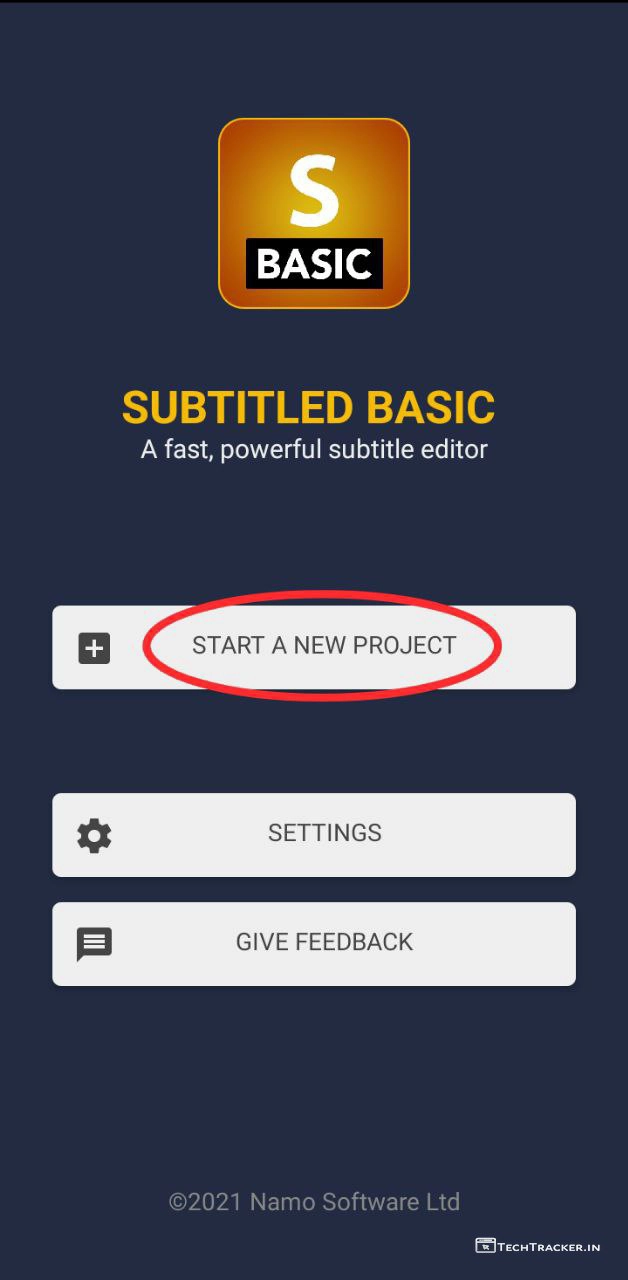 S
BASIC
SUBTITLED BASIC
A fast, powerful subtitle editor
START A NEW PROJECT
SETTINGS
GIVE FEEDBACK
©2021 Namo Software Ltd
TECHTRACKER.IN